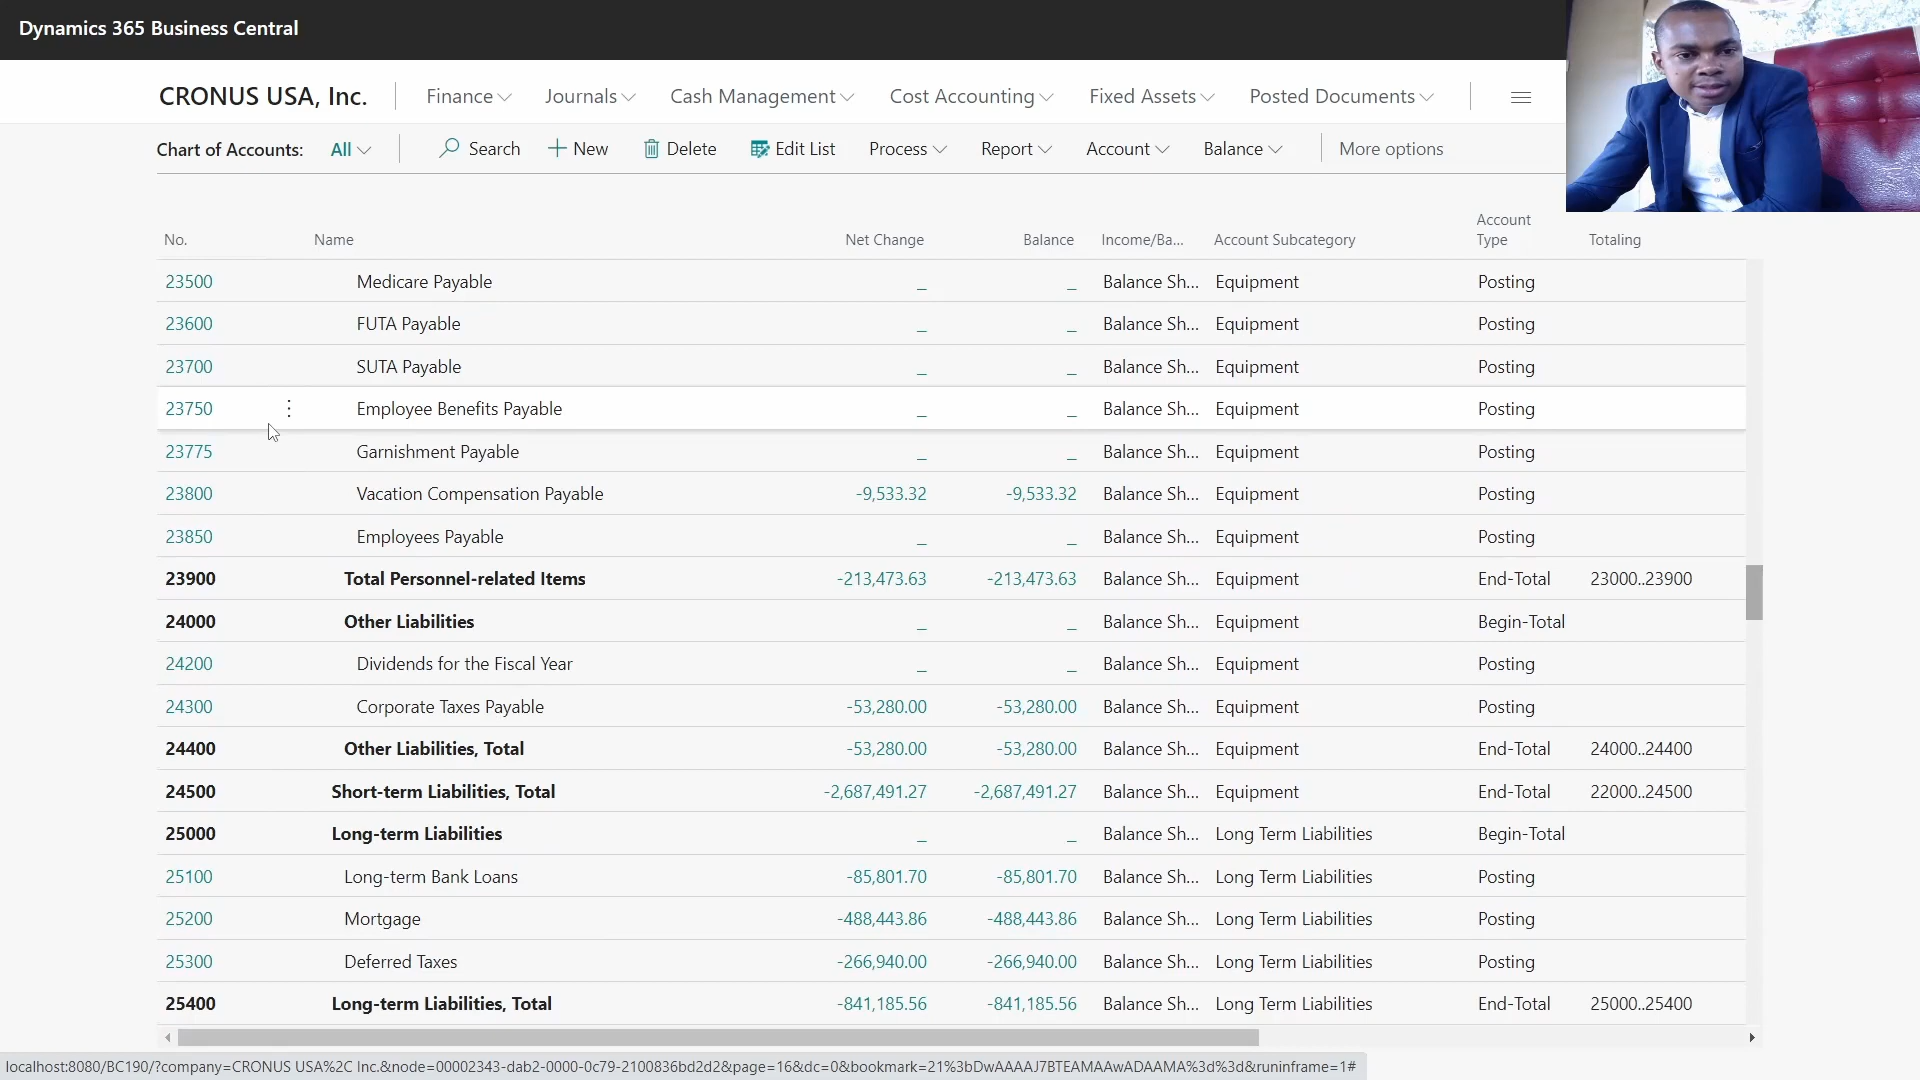 Dynamics 365 Business Central
CRONUS USA, Inc. Finance Journals Cash Management Cost Accounting Fixed Assets Posted Documents
Chart of Accounts: All Search New Delete Edit List Process Report Account Balance More options
No. Name Net Change Balance Income/Ba... Account Subcategory Account Type Totaling
23500 Medicare Payable _ _ Balance Sh... Equipment Posting
23600 FUTA Payable _ _ Balance Sh... Equipment Posting
23700 SUTA Payable _ _ Balance Sh... Equipment Posting
23750 Employee Benefits Payable _ _ Balance Sh... Equipment Posting
23775 Garnishment Payable _ _ Balance Sh... Equipment Posting
23800 Vacation Compensation Payable -9,533.32 -9,533.32 Balance Sh... Equipment Posting
23850 Employees Payable _ _ Balance Sh... Equipment Posting
23900 Total Personnel-related Items -213,473.63 -213,473.63 Balance Sh... Equipment End-Total 23000..23900
24000 Other Liabilities _ _ Balance Sh... Equipment Begin-Total
24200 Dividends for the Fiscal Year _ _ Balance Sh... Equipment Posting
24300 Corporate Taxes Payable -53,280.00 -53,280.00 Balance Sh... Equipment Posting
24400 Other Liabilities, Total -53,280.00 -53,280.00 Balance Sh... Equipment End-Total 24000..24400
24500 Short-term Liabilities, Total -2,687,491.27 -2,687,491.27 Balance Sh... Equipment End-Total 22000..24500
25000 Long-term Liabilities _ _ Balance Sh... Long Term Liabilities Begin-Total
25100 Long-term Bank Loans -85,801.70 -85,801.70 Balance Sh... Long Term Liabilities Posting
25200 Mortgage -488,443.86 -488,443.86 Balance Sh... Long Term Liabilities Posting
25300 Deferred Taxes -266,940.00 -266,940.00 Balance Sh... Long Term Liabilities Posting
25400 Long-term Liabilities, Total -841,185.56 -841,185.56 Balance Sh... Long Term Liabilities End-Total 25000..25400
localhost:8080/BC190/?company=CRONUS USA%2C Inc.&node=00002343-dab2-0000-0c79-2100836bd2d2&page=16&dc=0&bookmark=21%3bDwAAAAJ7BTEAMAAwADAAMA%3d%3d&runinframe=1#